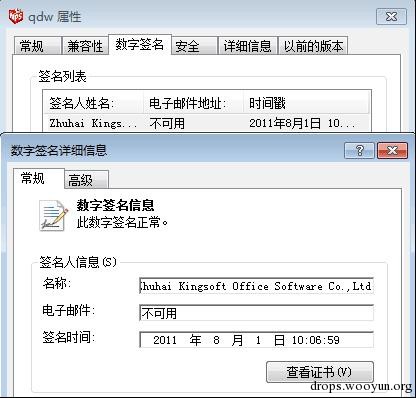 qdw 属性
常规 兼容性 数字签名 安全 详细信息 以前的版本
签名列表
签名人姓名: 电子邮件地址: 时间戳
Zhuhai Kings... 不可用 2011年8月1日 10...
数字签名详细信息
常规 高级
数字签名信息
此数字签名正常。
签名人信息(S)
名称: huhai Kingsoft Office Software Co.,Ltd
电子邮件: 不可用
签名时间: 2011 年 8 月 1 日 10:06:59
查看证书(V)
drops.wooyun.org